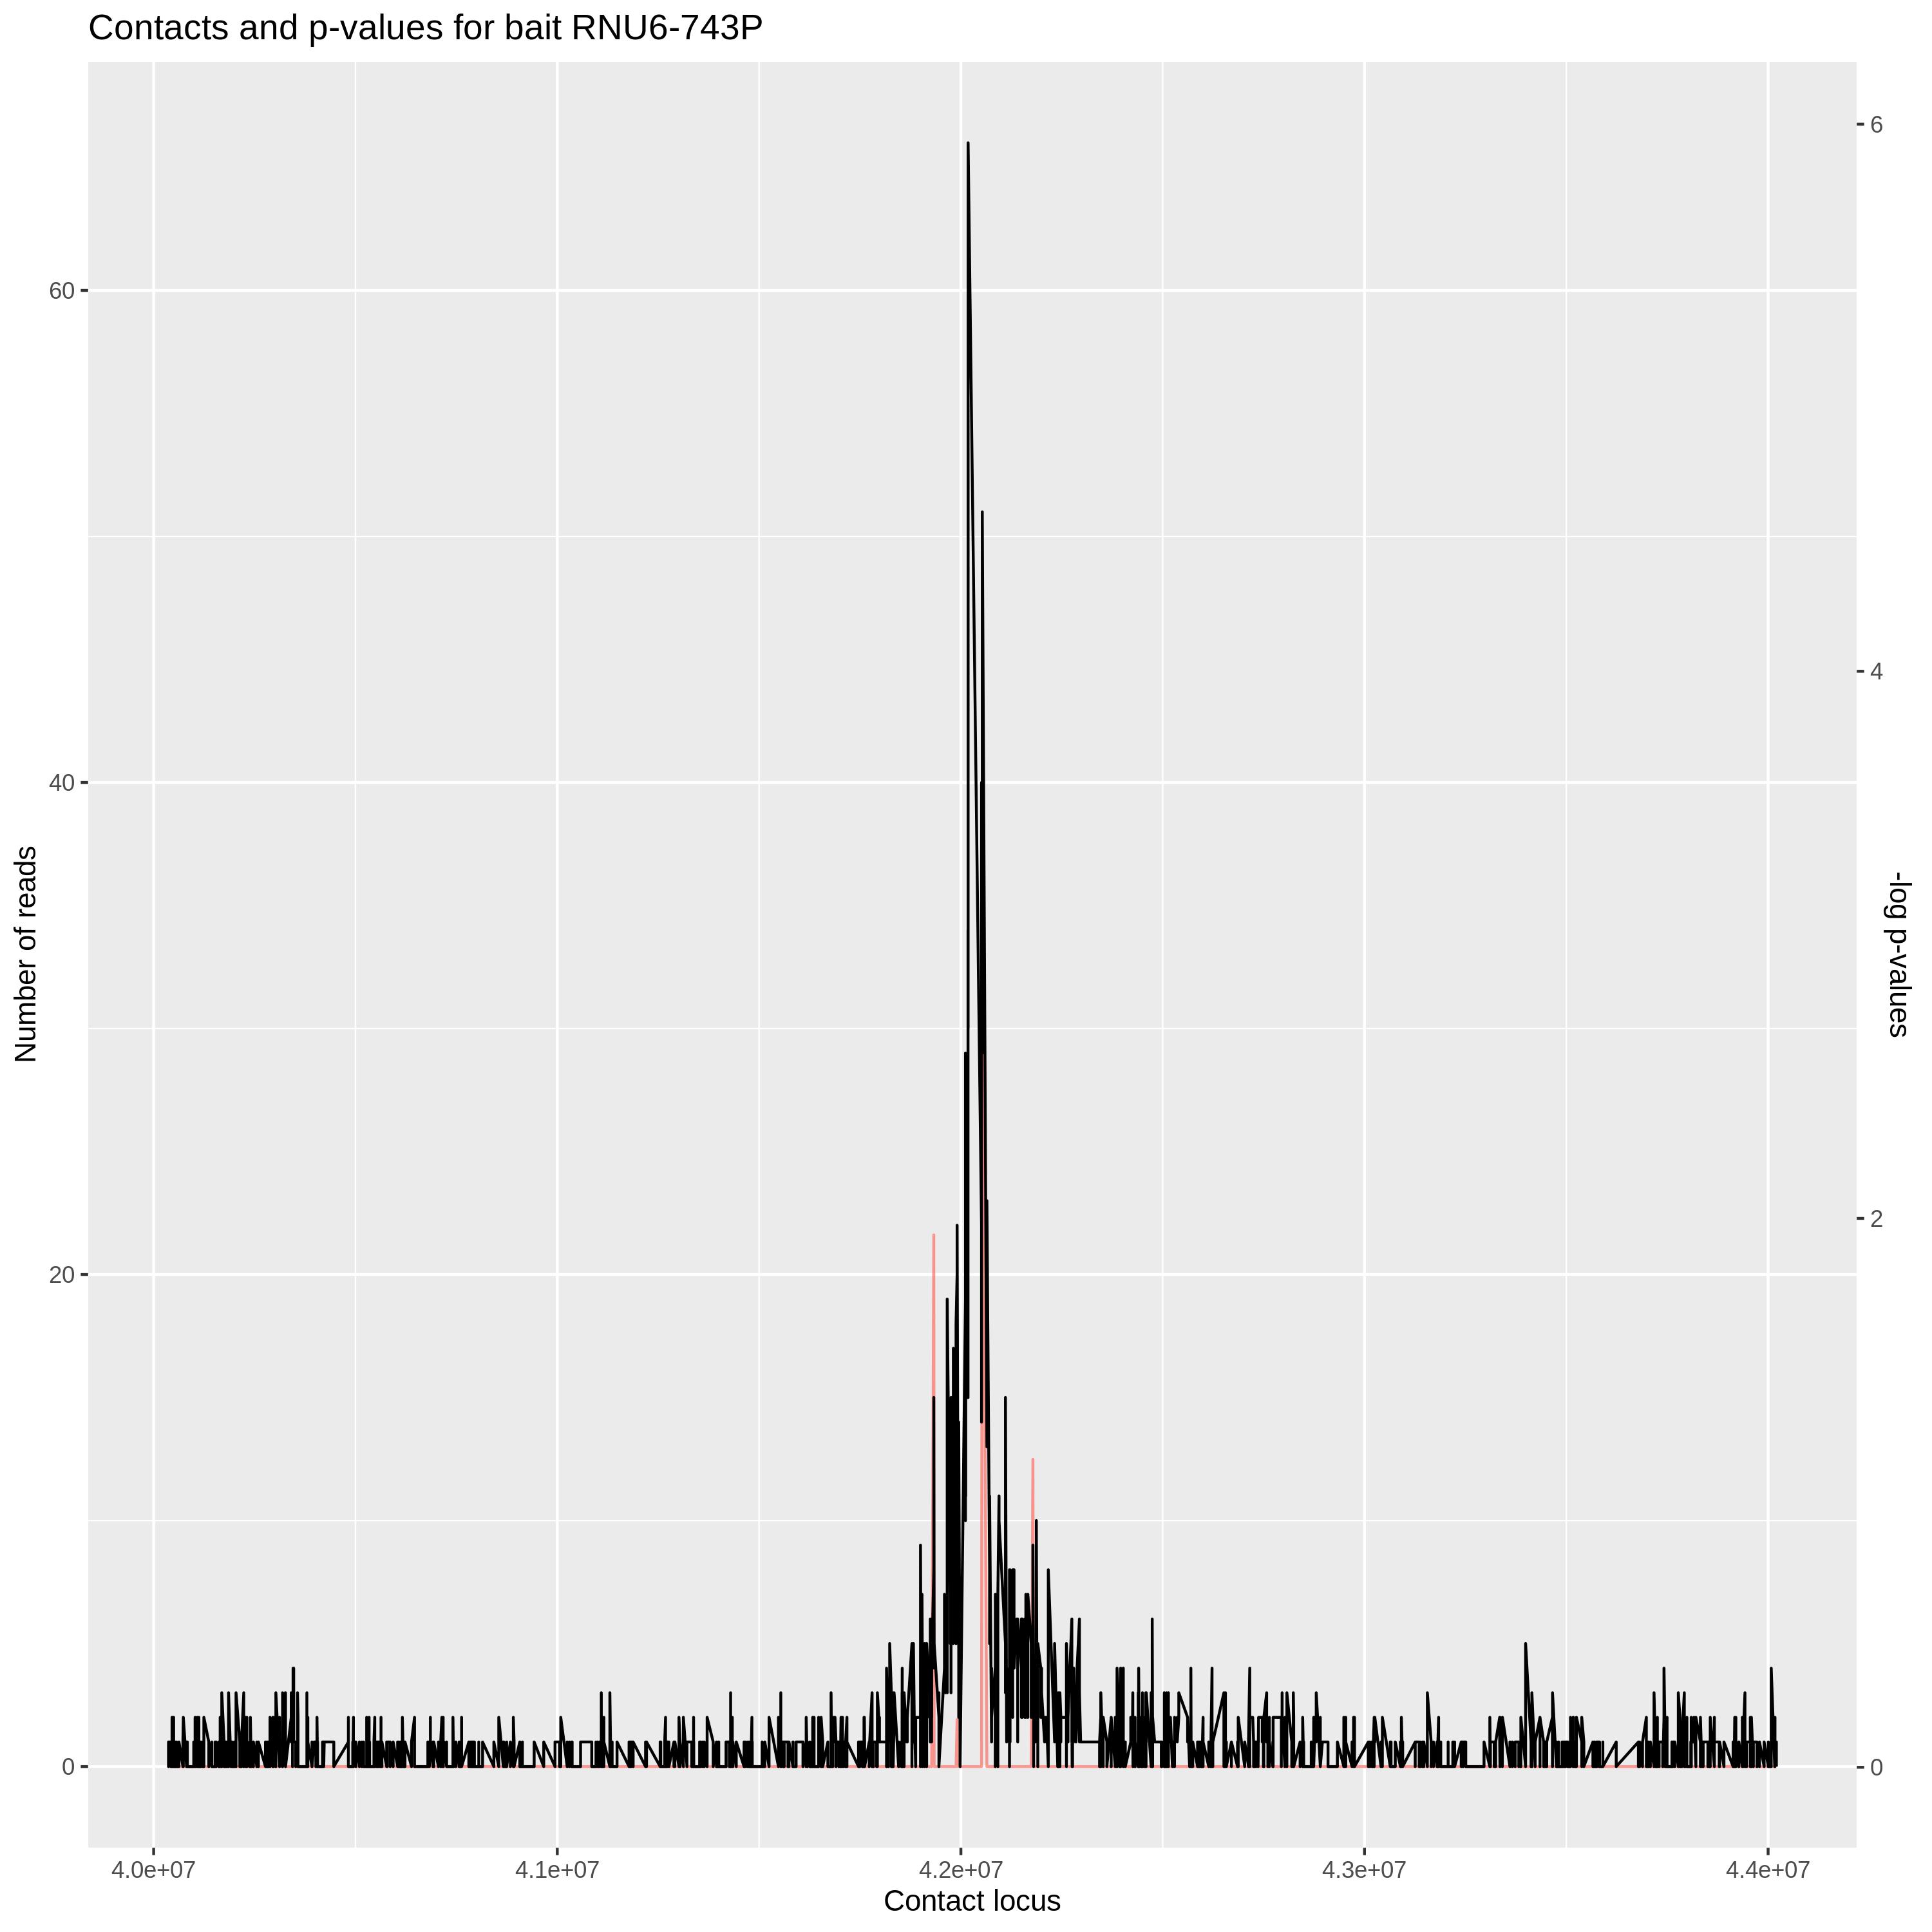 Contacts and p-values for bait RNU6-743P
6
60
4
40
Number of reads
-log p-values
2
20
0
0
4.0e+07
4.1e+07
4.2e+07
4.3e+07
4.4e+07
Contact locus